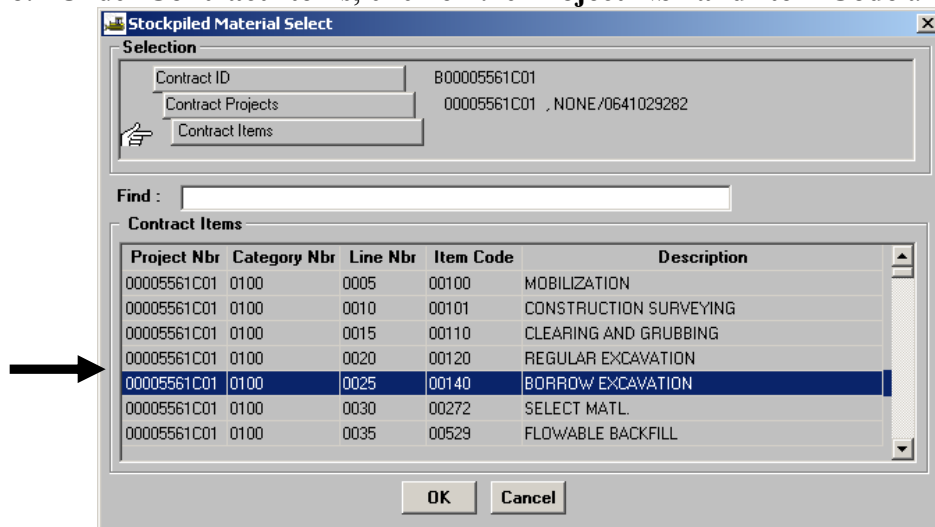 Stockpiled Material Select
Selection
Contract ID B00005561C01
Contract Projects 00005561C01 , NONE/0641029282
Contract Items
Find :
Contract Items
Project Nbr Category Nbr Line Nbr Item Code Description
00005561C01 0100 0005 00100 MOBILIZATION
00005561C01 0100 0010 00101 CONSTRUCTION SURVEYING
00005561C01 0100 0015 00110 CLEARING AND GRUBBING
00005561C01 0100 0020 00120 REGULAR EXCAVATION
00005561C01 0100 0025 00140 BORROW EXCAVATION
00005561C01 0100 0030 00272 SELECT MATL.
00005561C01 0100 0035 00529 FLOWABLE BACKFILL
OK Cancel